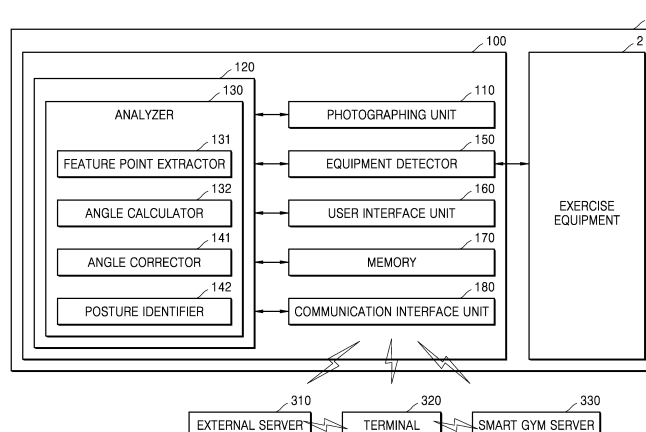 100
2
120
130
110
ANALYZER
PHOTOGRAPHING UNIT
131
150
FEATURE POINT EXTRACTOR
EQUIPMENT DETECTOR
132
160
ANGLE CALCULATOR
USER INTERFACE UNIT
EXERCISE
EQUIPMENT
141
170
ANGLE CORRECTOR
MEMORY
142
180
POSTURE IDENTIFIER
COMMUNICATION INTERFACE UNIT
310
320
330
EXTERNAL SERVER
TERMINAL
SMART GYM SERVER